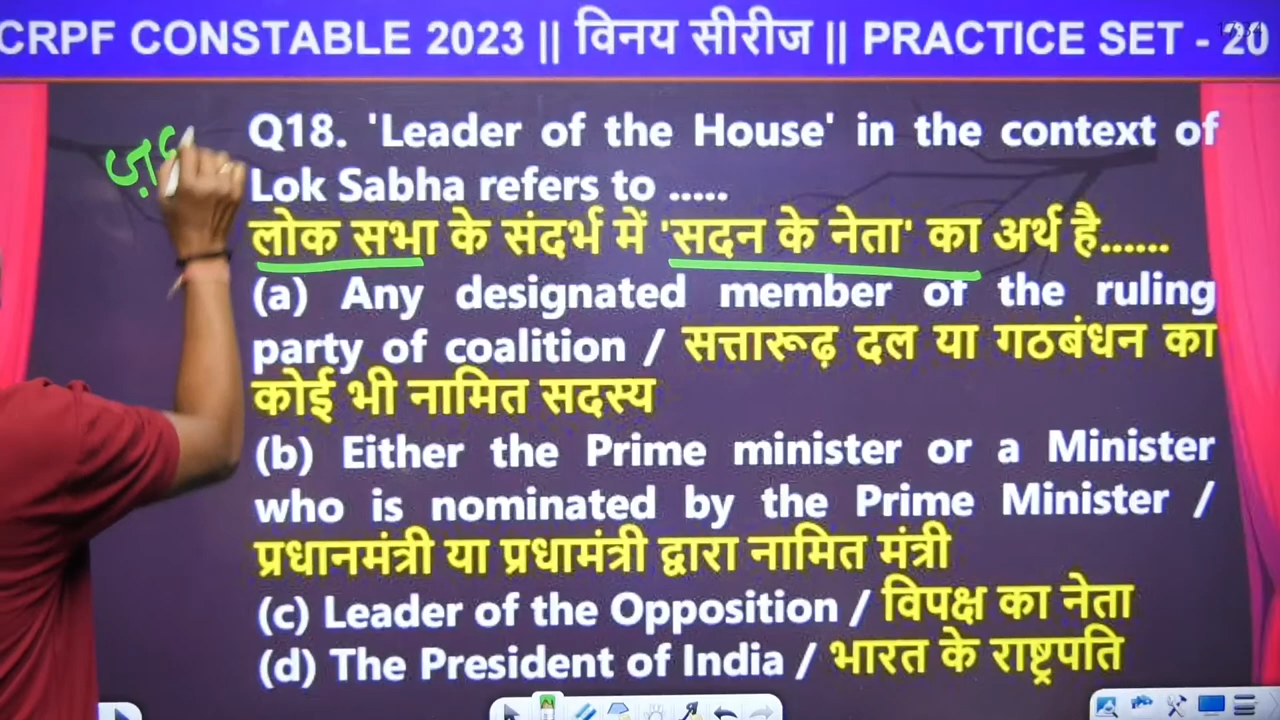 CRPF CONSTABLE 2023 || विनय सीरीज || PRACTICE SET - 20
17:34
Q18. 'Leader of the House' in the context of
Lok Sabha refers to .....
लोक सभा के संदर्भ में 'सदन के नेता' का अर्थ है......
(a) Any designated member of the ruling
party of coalition / सत्तारूढ़ दल या गठबंधन का
कोई भी नामित सदस्य
(b) Either the Prime minister or a Minister
who is nominated by the Prime Minister /
प्रधानमंत्री या प्रधामंत्री द्वारा नामित मंत्री
(c) Leader of the Opposition / विपक्ष का नेता
(d) The President of India / भारत के राष्ट्रपति